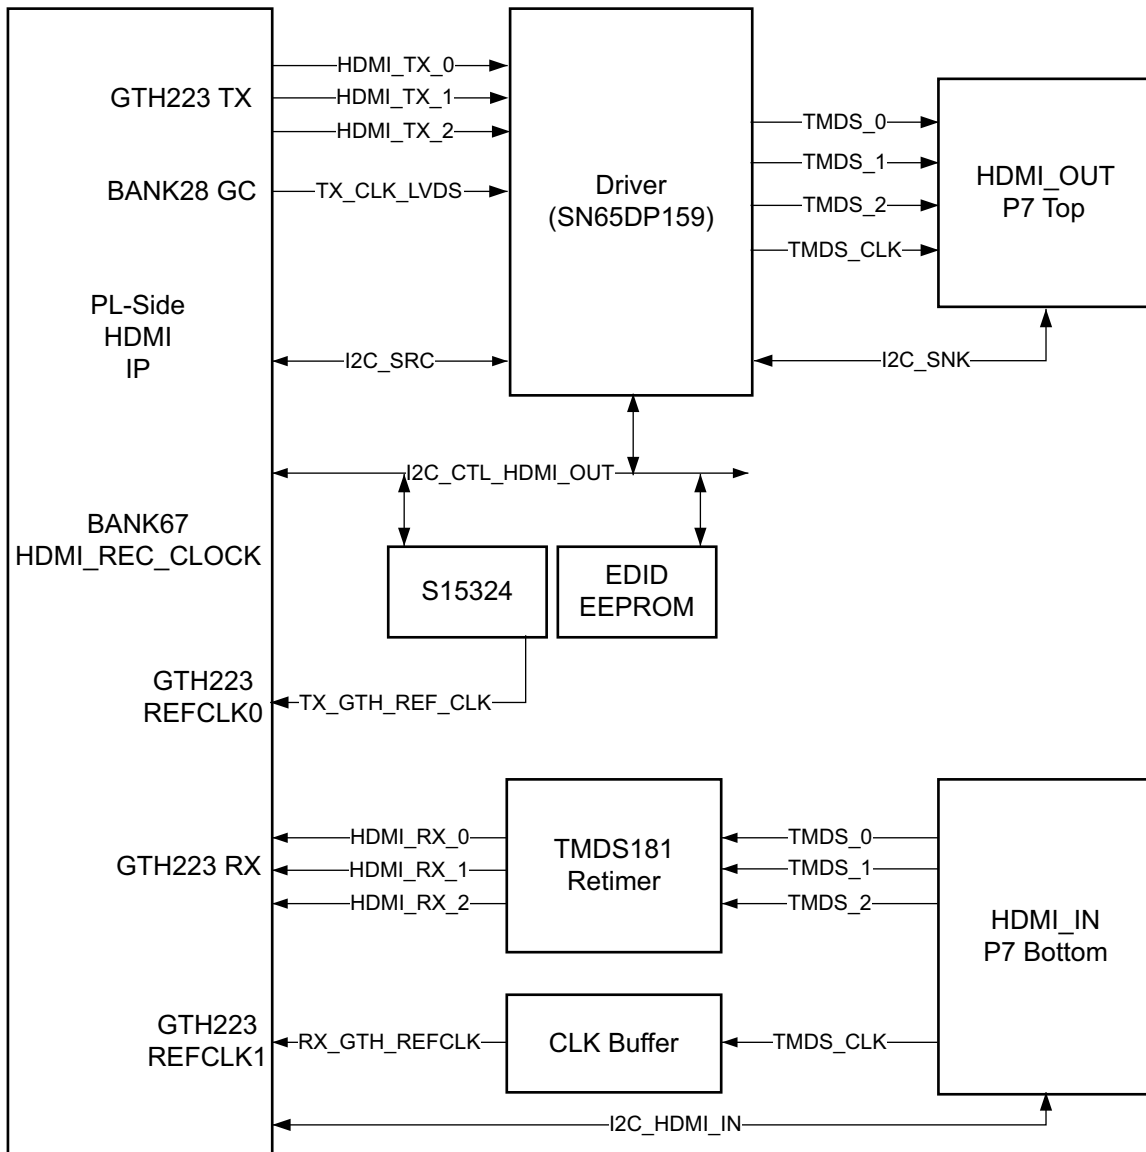 HDMI_TX_0
GTH223 TX
HDMI_TX_1
HDMI_TX_2
BANK28 GC
TX_CLK_LVDS
Driver
(SN65DP159)
TMDS_0
TMDS_1
TMDS_2
TMDS_CLK
HDMI_OUT
P7 Top
PL-Side
HDMI
IP
I2C_SRC
I2C_SNK
I2C_CTL_HDMI_OUT
BANK67
HDMI_REC_CLOCK
S15324
EDID
EEPROM
GTH223
REFCLK0
TX_GTH_REF_CLK
GTH223 RX
HDMI_RX_0
HDMI_RX_1
HDMI_RX_2
TMDS181
Retimer
TMDS_0
TMDS_1
TMDS_2
HDMI_IN
P7 Bottom
GTH223
REFCLK1
RX_GTH_REFCLK
CLK Buffer
TMDS_CLK
I2C_HDMI_IN